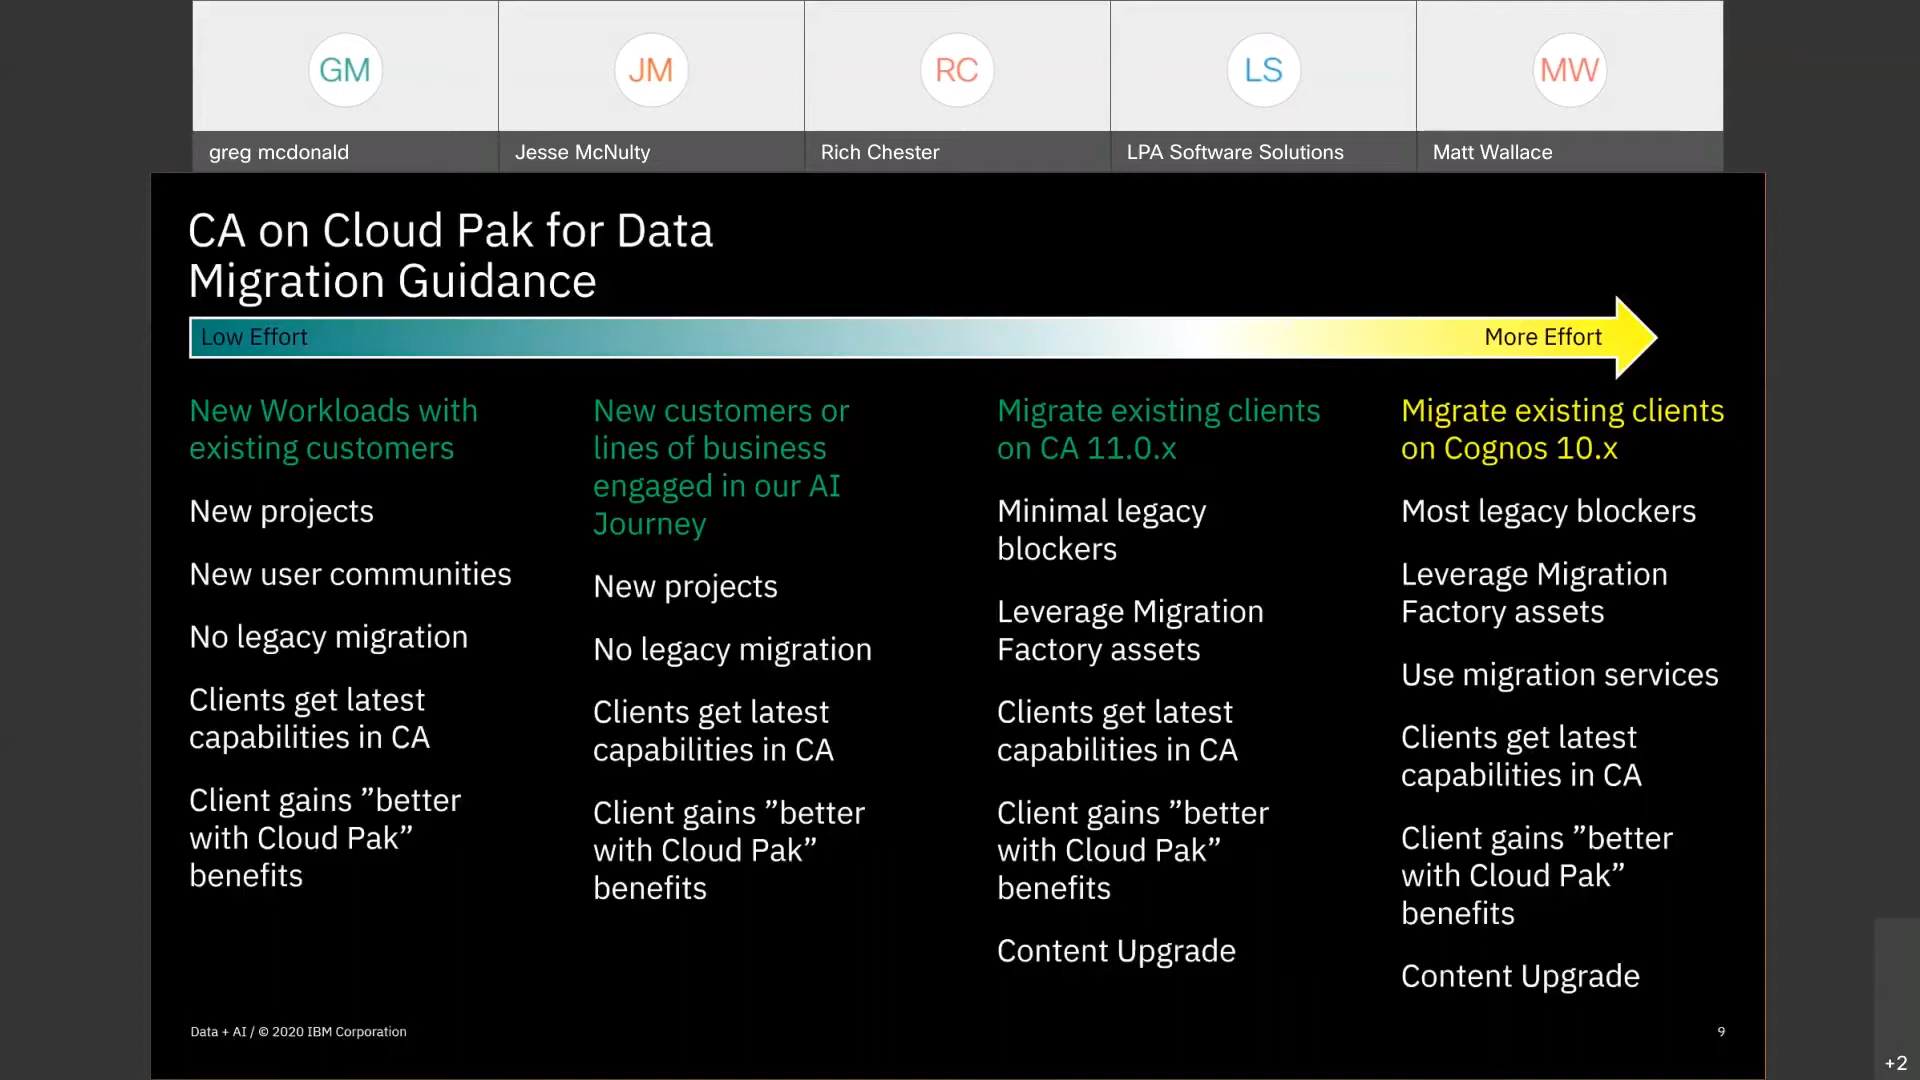 GM
JM
RC
LS
MW
greg mcdonald
Jesse McNulty
Rich Chester
LPA Software Solutions
Matt Wallace
CA on Cloud Pak for Data
Migration Guidance
Low Effort
More Effort
New Workloads with
existing customers
New projects
New user communities
No legacy migration
Clients get latest
capabilities in CA
Client gains ”better
with Cloud Pak”
benefits
New customers or
lines of business
engaged in our AI
Journey
New projects
No legacy migration
Clients get latest
capabilities in CA
Client gains ”better
with Cloud Pak”
benefits
Migrate existing clients
on CA 11.0.x
Minimal legacy
blockers
Leverage Migration
Factory assets
Clients get latest
capabilities in CA
Client gains ”better
with Cloud Pak”
benefits
Content Upgrade
Migrate existing clients
on Cognos 10.x
Most legacy blockers
Leverage Migration
Factory assets
Use migration services
Clients get latest
capabilities in CA
Client gains ”better
with Cloud Pak”
benefits
Content Upgrade
Data + AI / © 2020 IBM Corporation
9
+2